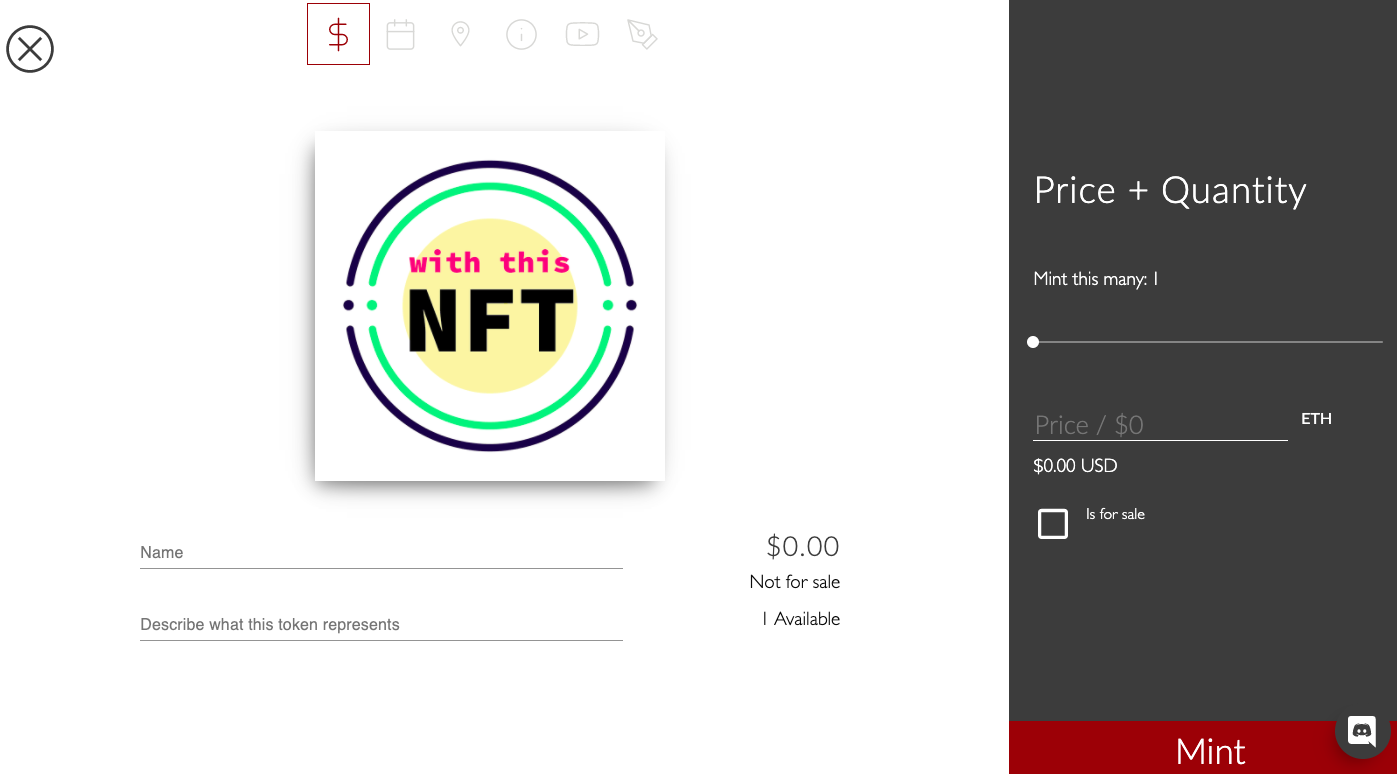 with this
NFT
Name
Describe what this token represents
$0.00
Not for sale
1 Available
Price + Quantity
Mint this many: 1
Price / $0
ETH
$0.00 USD
Is for sale
Mint